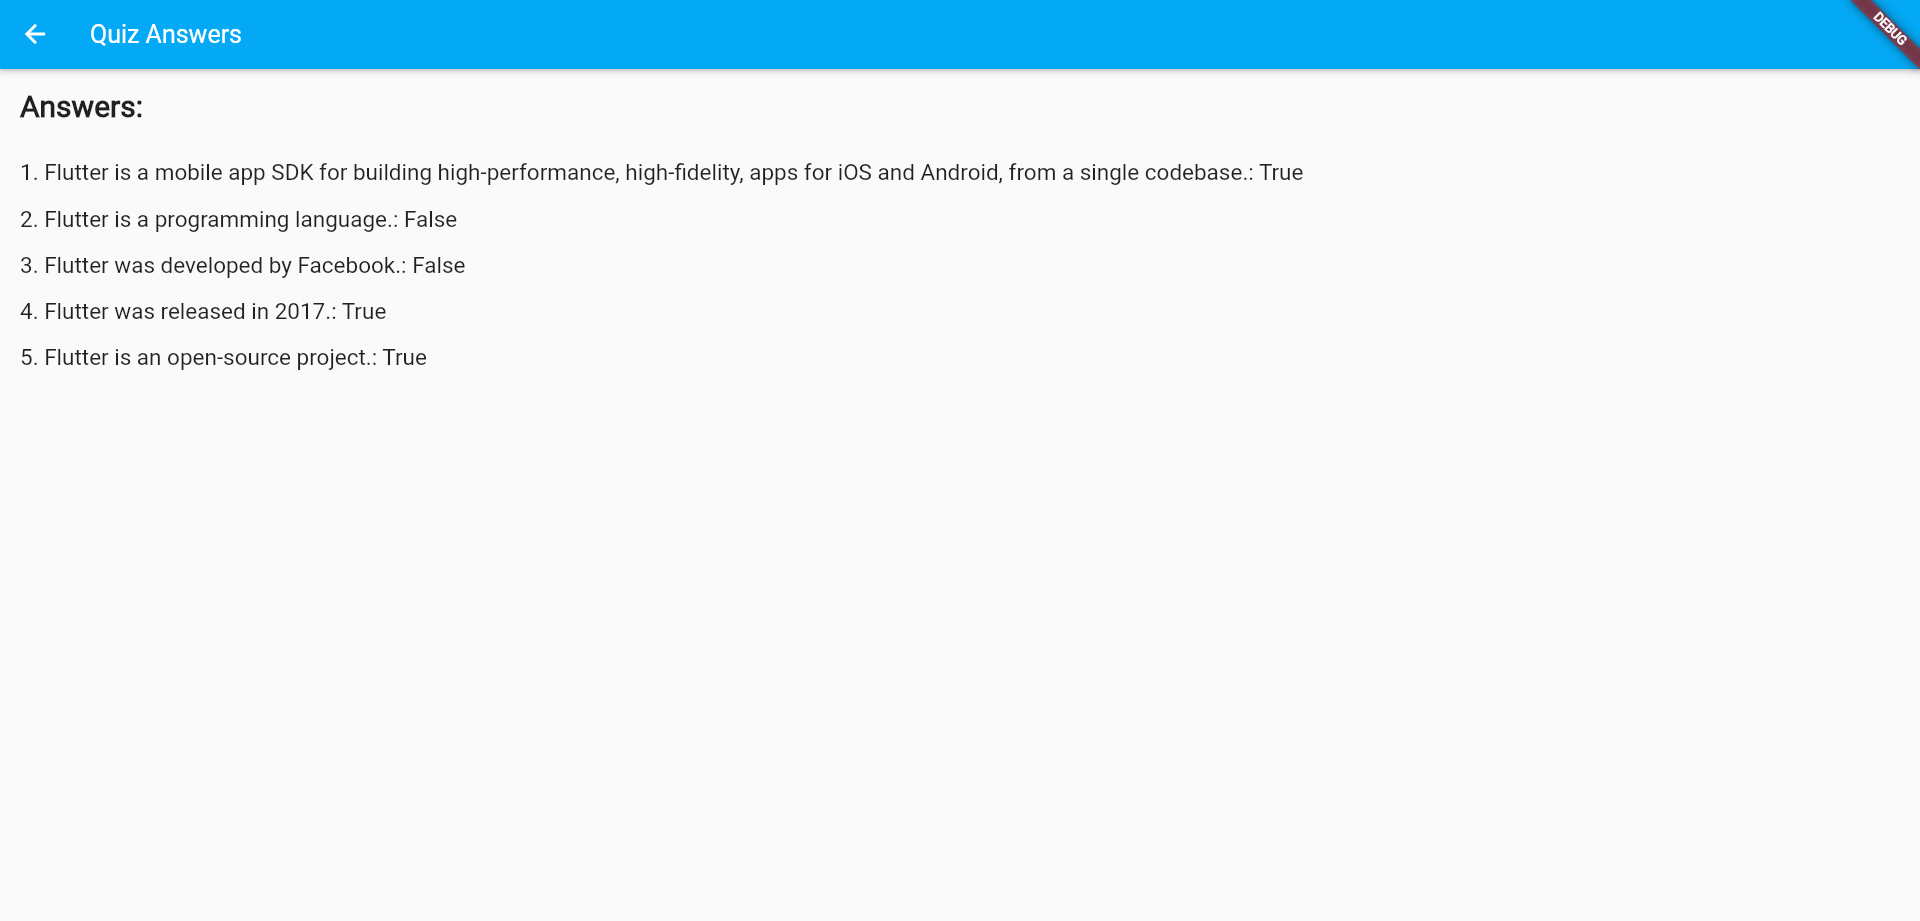 Quiz Answers
DEBUG
Answers:
1. Flutter is a mobile app SDK for building high-performance, high-fidelity, apps for iOS and Android, from a single codebase.: True
2. Flutter is a programming language.: False
3. Flutter was developed by Facebook.: False
4. Flutter was released in 2017.: True
5. Flutter is an open-source project.: True